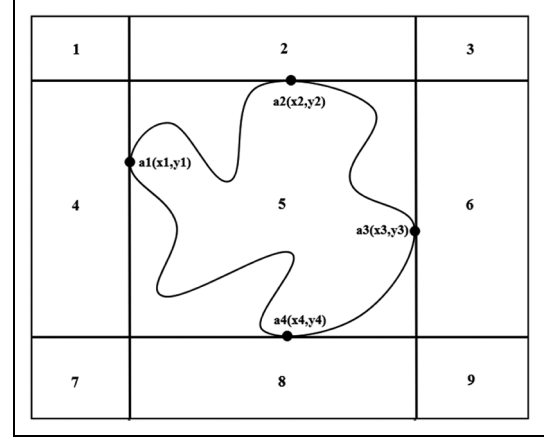 1 2 3
a2(x2,y2)
a1(x1,y1)
4 5 6
a3(x3,y3)
a4(x4,y4)
7 8 9